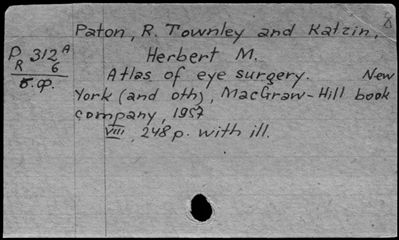 Paton, R. Townley and Katzin,
Herbert M.
P 312 A
R 6
Б.ф.
Atlas of eye surgery. New
York (and oth), MacGraw-Hill book
company, 1957
VIII, 248 p. with ill.